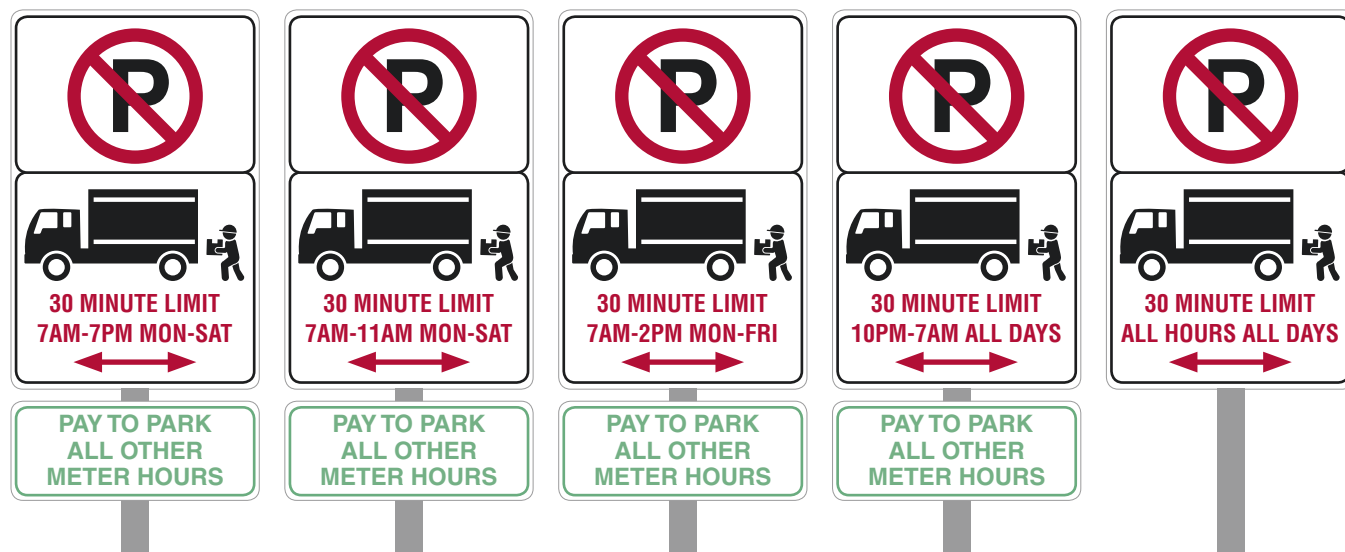 P
30 MINUTE LIMIT
7AM-7PM MON-SAT
PAY TO PARK
ALL OTHER
METER HOURS
P
30 MINUTE LIMIT
7AM-11AM MON-SAT
PAY TO PARK
ALL OTHER
METER HOURS
P
30 MINUTE LIMIT
7AM-2PM MON-FRI
PAY TO PARK
ALL OTHER
METER HOURS
P
30 MINUTE LIMIT
10PM-7AM ALL DAYS
PAY TO PARK
ALL OTHER
METER HOURS
P
30 MINUTE LIMIT
ALL HOURS ALL DAYS